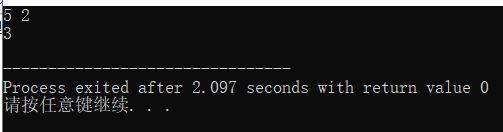 5 2
3
--------------------------------
Process exited after 2.097 seconds with return value 0
请按任意键继续. . .